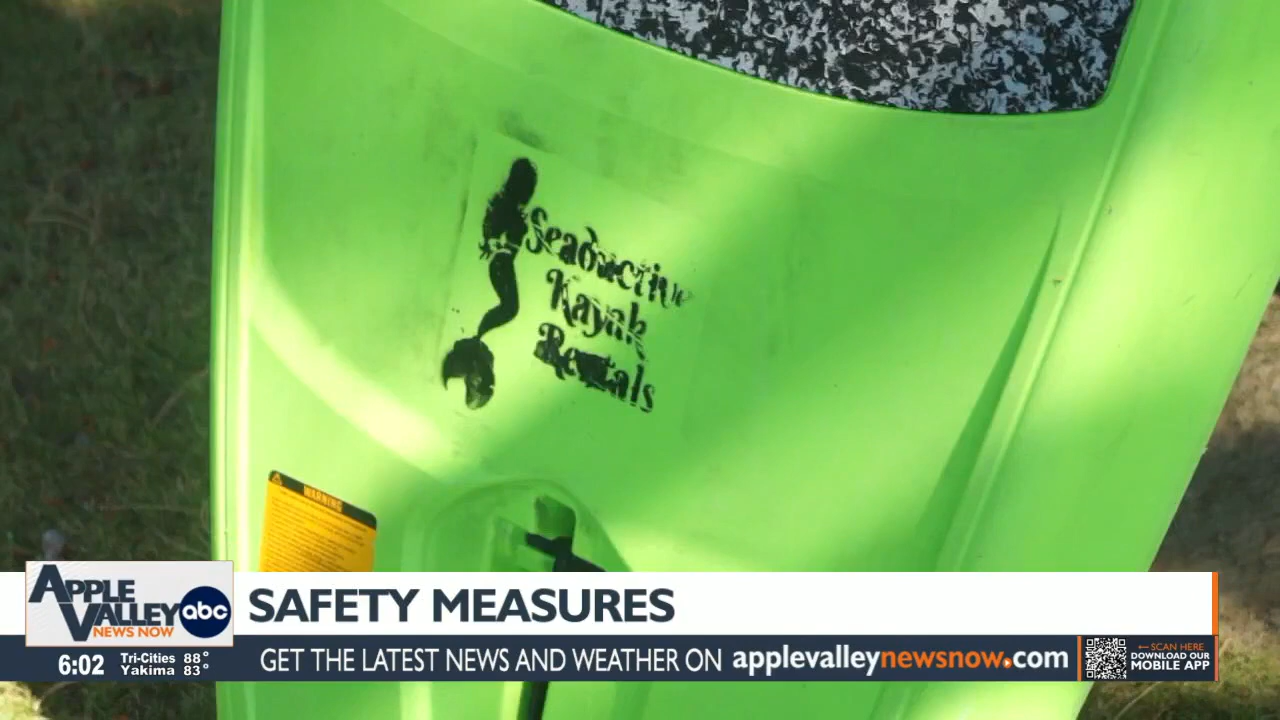 Seaductive
Kayak
Rentals
WARNING
APPLE
VALLEY
NEWS NOW
abc
SAFETY MEASURES
6:02
Tri-Cities 88°
Yakima 83°
GET THE LATEST NEWS AND WEATHER ON applevalleynewsnow.com
SCAN HERE
DOWNLOAD OUR
MOBILE APP